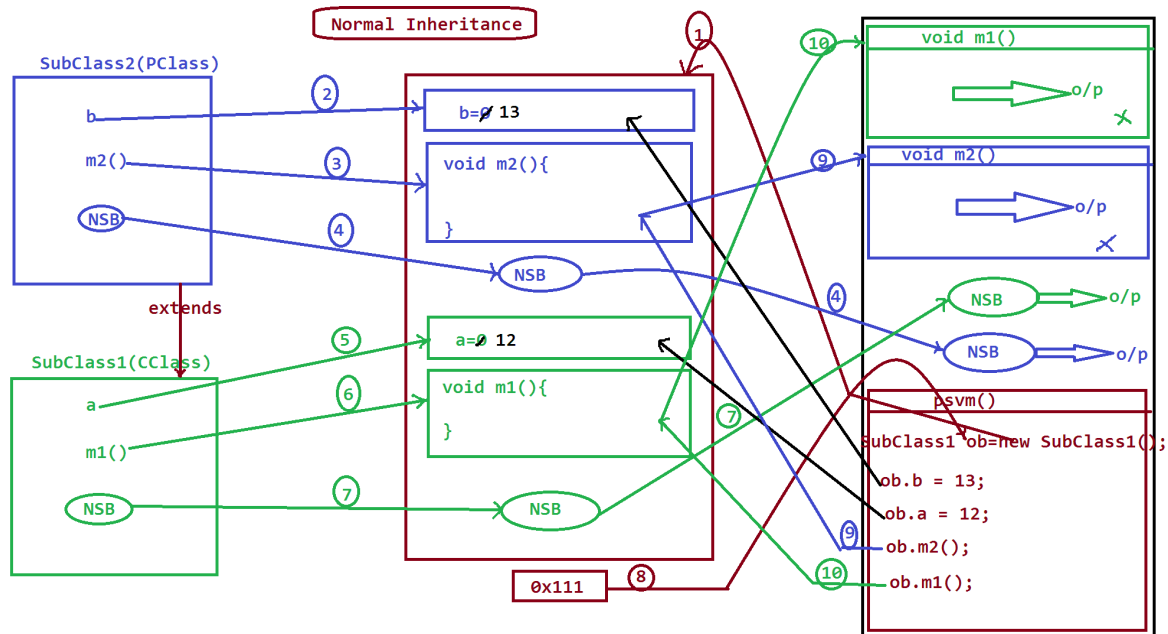 Normal Inheritance
SubClass2(PClass)
b
m2()
NSB
extends
SubClass1(CClass)
a
m1()
NSB
2
3
4
5
6
7
1
b=0 13
void m2(){
}
NSB
a=0 12
void m1(){
}
NSB
0x111
8
10
9
4
7
9
10
void m1()
o/p
x
void m2()
o/p
x
NSB
o/p
NSB
o/p
psvm()
SubClass1 ob=new SubClass1();
ob.b = 13;
ob.a = 12;
ob.m2();
ob.m1();